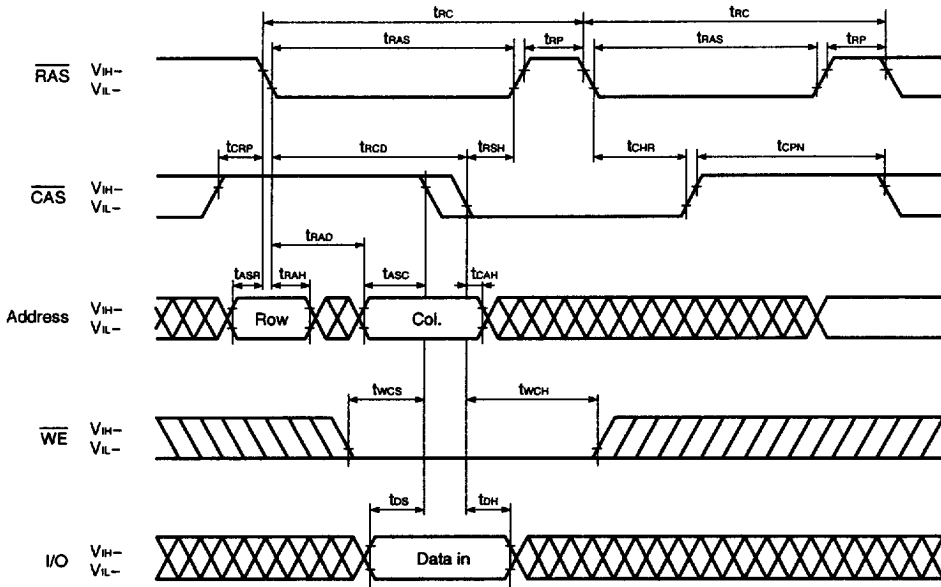 tRC tRC
tRAS tRP tRAS tRP
RAS VIH–
VIL–
tCRP tRCD tRSH tCHR tCPN
CAS VIH–
VIL–
tRAD
tASR tRAH tASC tCAH
Address VIH– Row Col.
VIL–
tWCS tWCH
WE VIH–
VIL–
tDS tDH
I/O VIH– Data in
VIL–